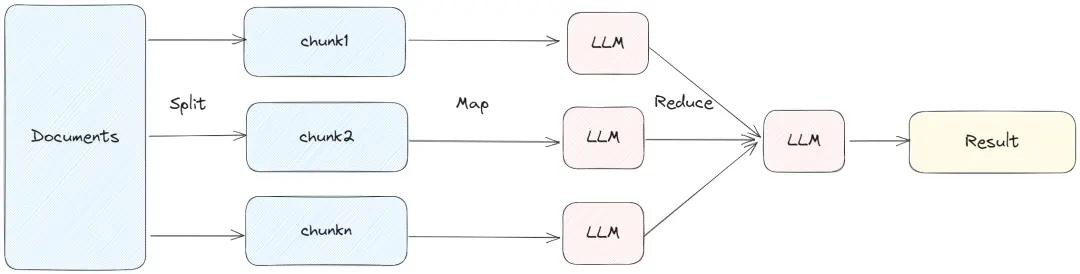 Documents
Split
chunk1
chunk2
chunkn
Map
LLM
LLM
LLM
Reduce
LLM
Result